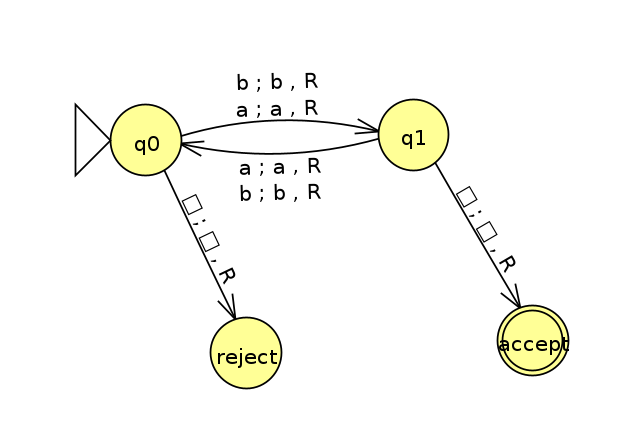 b ; b , R
a ; a , R
q0
q1
a ; a , R
b ; b , R
□ ; □ , R
□ ; □ , R
reject
accept